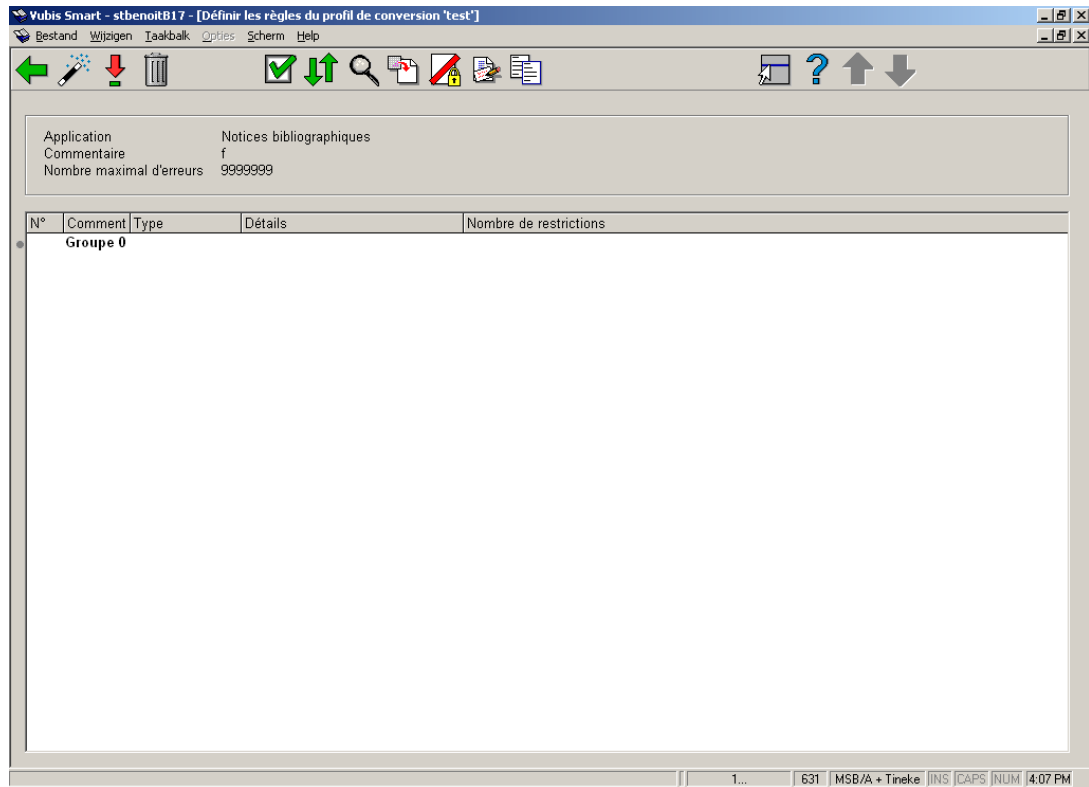 Vubis Smart - stbenoitB17 - [Définir les règles du profil de conversion 'test']
Bestand Wijzigen Taakbalk Opties Scherm Help
Application Notices bibliographiques
Commentaire f
Nombre maximal d'erreurs 9999999
N° Comment Type Détails Nombre de restrictions
Groupe 0
1... 631 MSB/A + Tineke INS CAPS NUM 4:07 PM